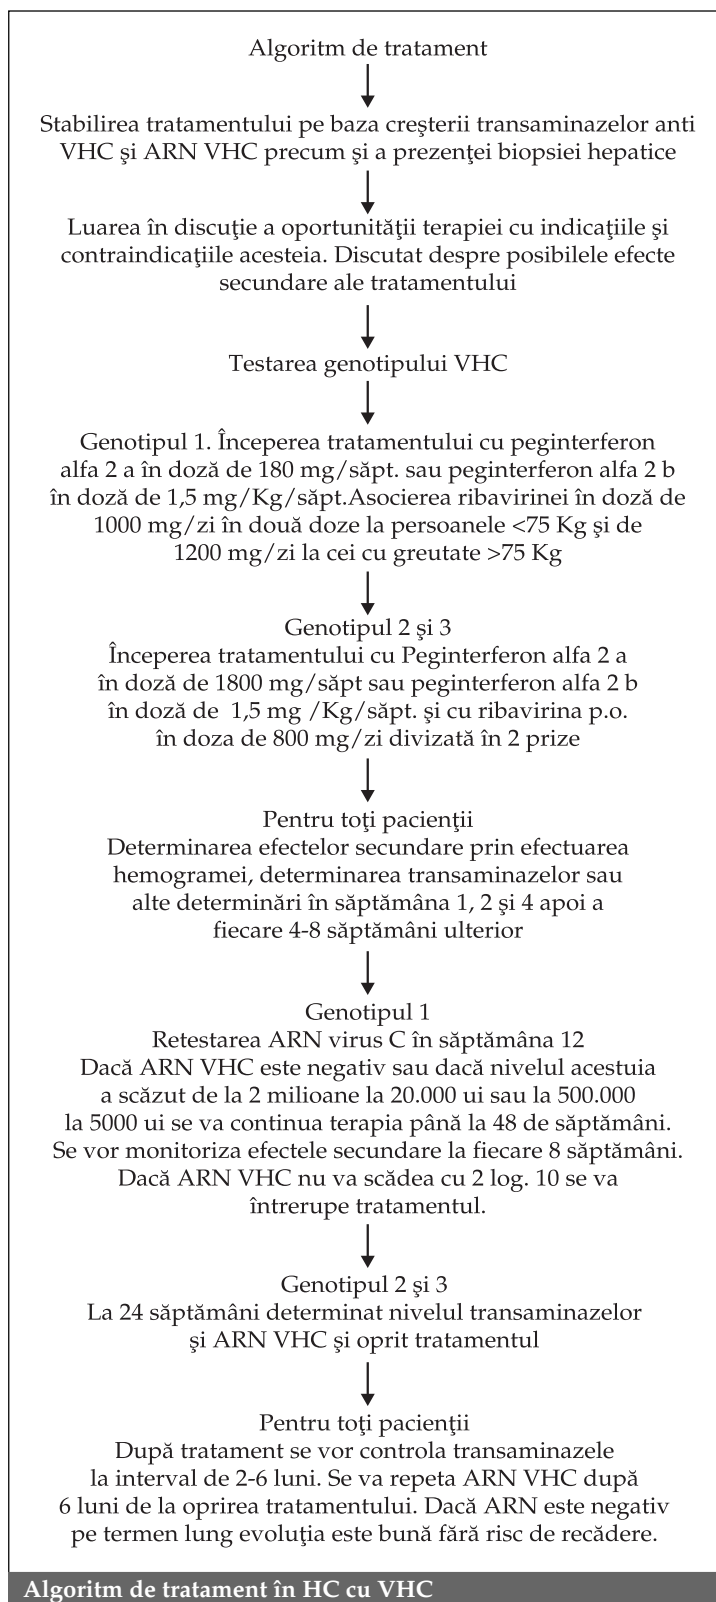 Algoritm de tratament
Stabilirea tratamentului pe baza creşterii transaminazelor anti
VHC şi ARN VHC precum şi a prezenţei biopsiei hepatice
Luarea în discuţie a oportunităţii terapiei cu indicaţiile şi
contraindicaţiile acesteia. Discutat despre posibilele efecte
secundare ale tratamentului
Testarea genotipului VHC
Genotipul 1. Începerea tratamentului cu peginterferon
alfa 2 a în doză de 180 mg/săpt. sau peginterferon alfa 2 b
în doză de 1,5 mg/Kg/săpt.Asocierea ribavirinei în doză de
1000 mg/zi în două doze la persoanele <75 Kg şi de
1200 mg/zi la cei cu greutate >75 Kg
Genotipul 2 şi 3
Începerea tratamentului cu Peginterferon alfa 2 a
în doză de 1800 mg/săpt sau peginterferon alfa 2 b
în doză de 1,5 mg /Kg/săpt. şi cu ribavirina p.o.
în doza de 800 mg/zi divizată în 2 prize
Pentru toţi pacienţii
Determinarea efectelor secundare prin efectuarea
hemogramei, determinarea transaminazelor sau
alte determinări în săptămâna 1, 2 şi 4 apoi a
fiecare 4-8 săptămâni ulterior
Genotipul 1
Retestarea ARN virus C în săptămâna 12
Dacă ARN VHC este negativ sau dacă nivelul acestuia
a scăzut de la 2 milioane la 20.000 ui sau la 500.000
la 5000 ui se va continua terapia până la 48 de săptămâni.
Se vor monitoriza efectele secundare la fiecare 8 săptămâni.
Dacă ARN VHC nu va scădea cu 2 log. 10 se va
întrerupe tratamentul.
Genotipul 2 şi 3
La 24 săptămâni determinat nivelul transaminazelor
şi ARN VHC şi oprit tratamentul
Pentru toţi pacienţii
După tratament se vor controla transaminazele
la interval de 2-6 luni. Se va repeta ARN VHC după
6 luni de la oprirea tratamentului. Dacă ARN este negativ
pe termen lung evoluţia este bună fără risc de recădere.
Algoritm de tratament în HC cu VHC